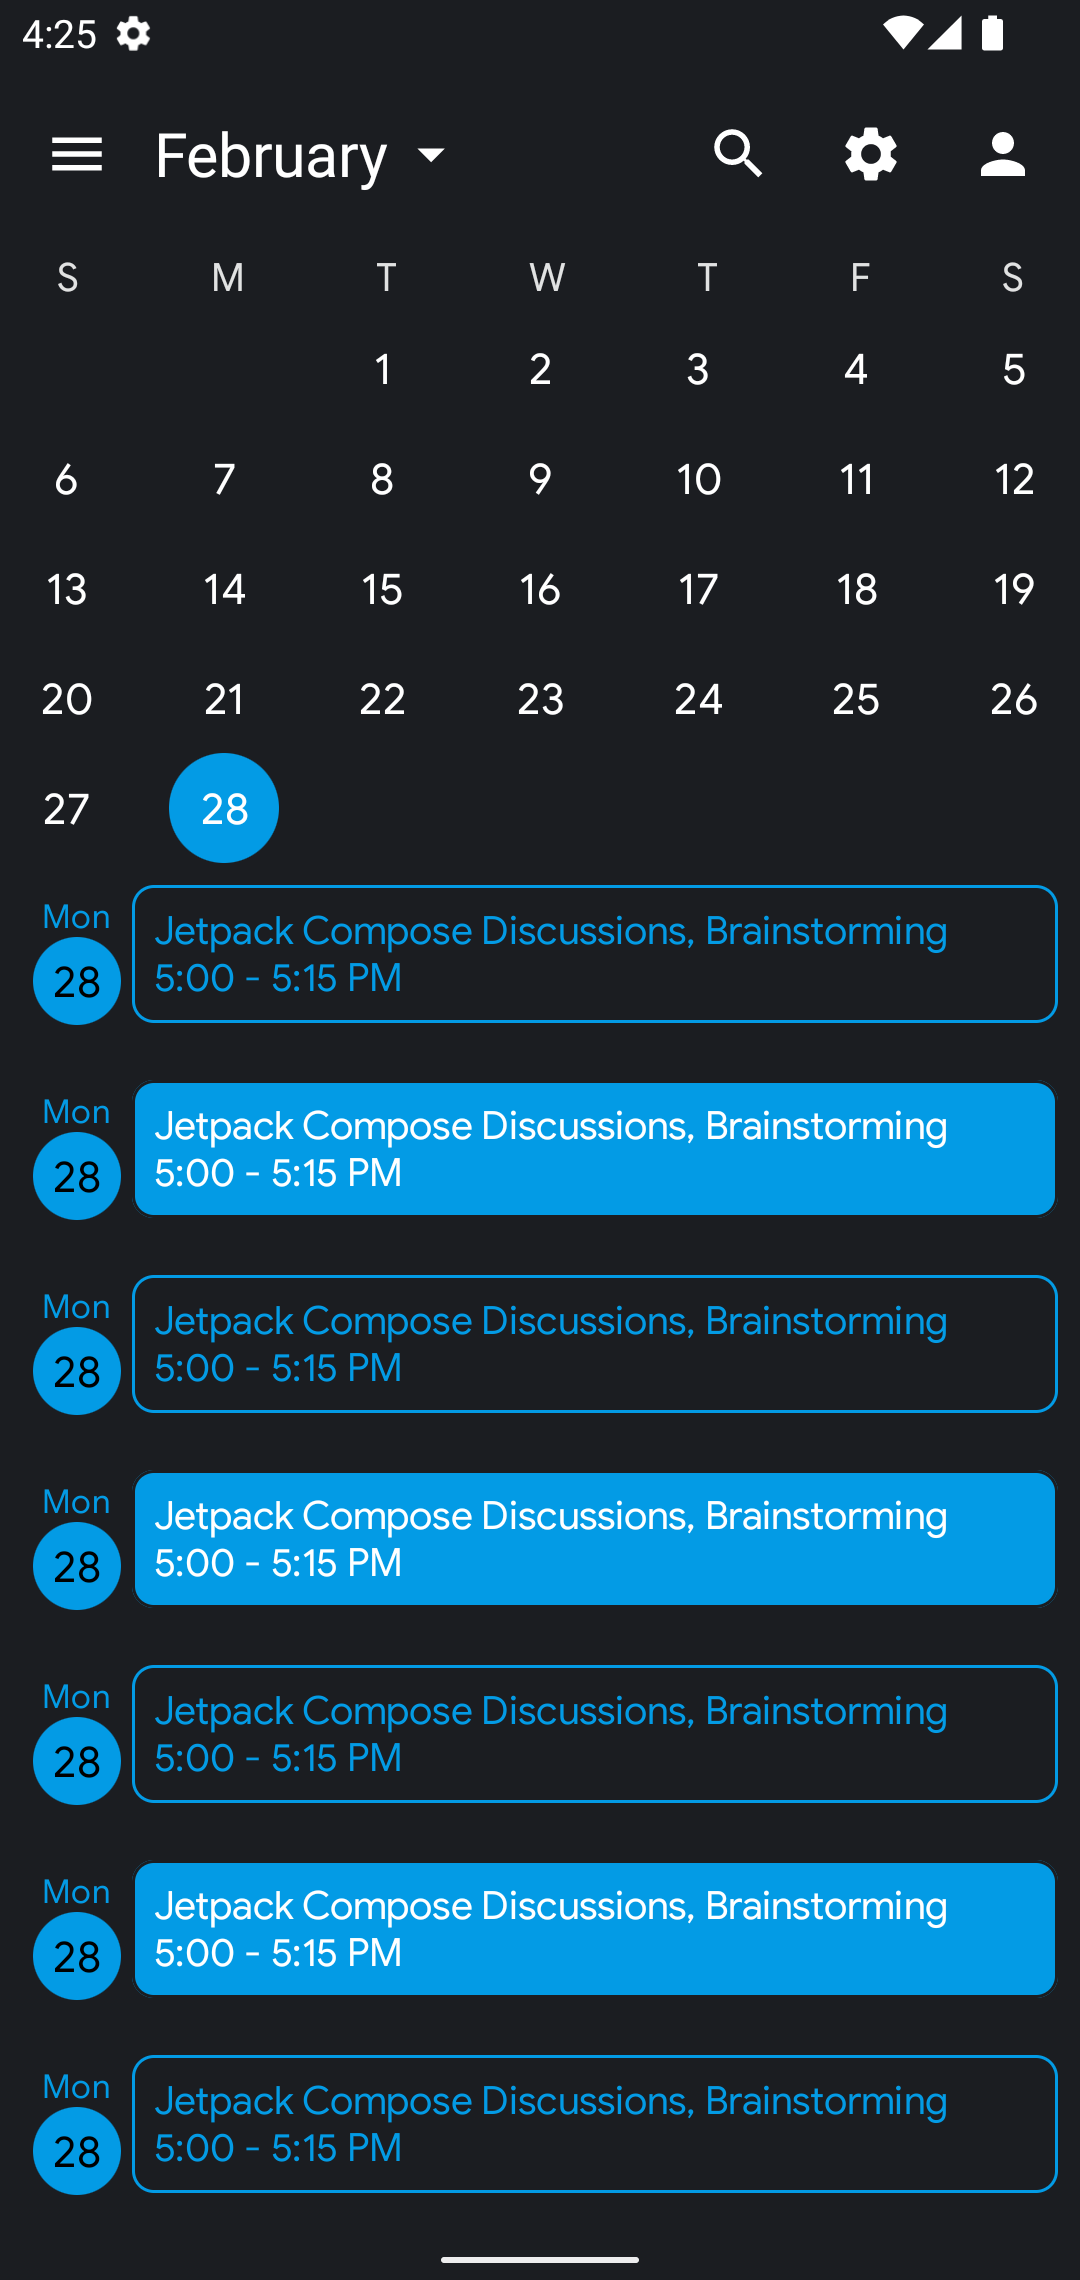 4:25
February
S M T W T F S
1 2 3 4 5
6 7 8 9 10 11 12
13 14 15 16 17 18 19
20 21 22 23 24 25 26
27 28
Mon
28
Jetpack Compose Discussions, Brainstorming
5:00 - 5:15 PM
Mon
28
Jetpack Compose Discussions, Brainstorming
5:00 - 5:15 PM
Mon
28
Jetpack Compose Discussions, Brainstorming
5:00 - 5:15 PM
Mon
28
Jetpack Compose Discussions, Brainstorming
5:00 - 5:15 PM
Mon
28
Jetpack Compose Discussions, Brainstorming
5:00 - 5:15 PM
Mon
28
Jetpack Compose Discussions, Brainstorming
5:00 - 5:15 PM
Mon
28
Jetpack Compose Discussions, Brainstorming
5:00 - 5:15 PM